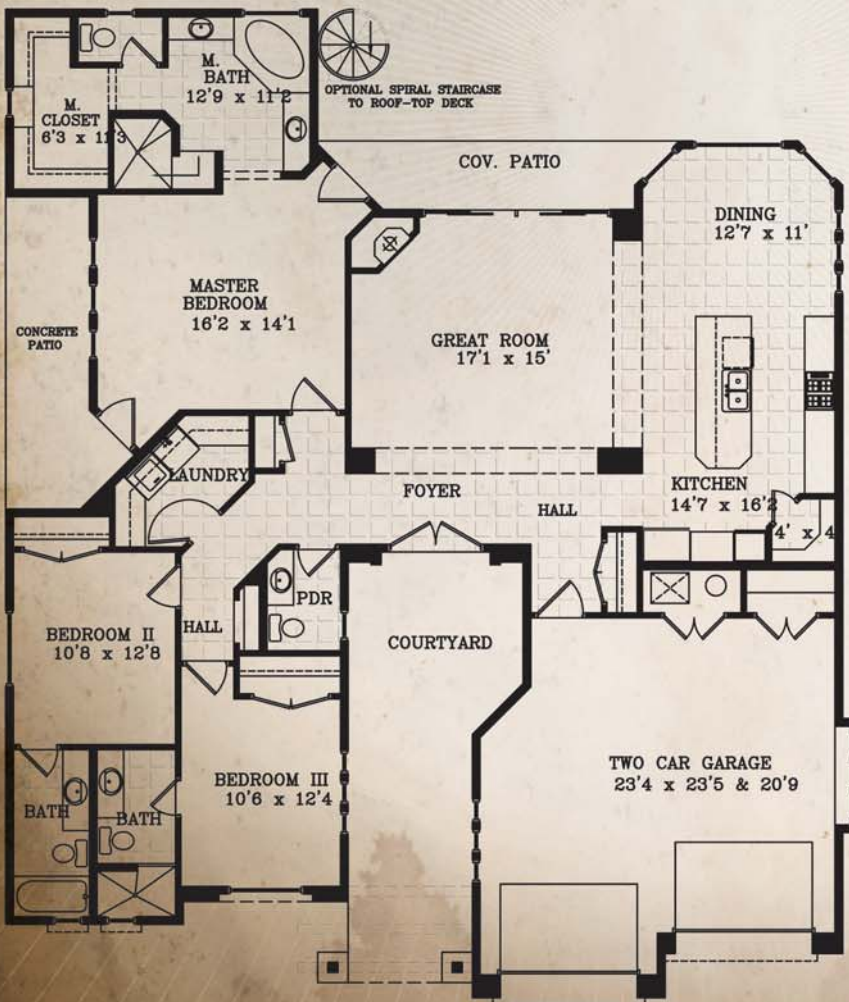 M.
BATH
12'9 x 11'2
M.
CLOSET
6'3 x 11'3
OPTIONAL SPIRAL STAIRCASE
TO ROOF-TOP DECK
COV. PATIO
DINING
12'7 x 11'
MASTER
BEDROOM
16'2 x 14'1
CONCRETE
PATIO
GREAT ROOM
17'1 x 15'
LAUNDRY
FOYER
HALL
KITCHEN
14'7 x 16'2
4' x 4
PDR
HALL
BEDROOM II
10'8 x 12'8
COURTYARD
BEDROOM III
10'6 x 12'4
TWO CAR GARAGE
23'4 x 23'5 & 20'9
BATH
BATH